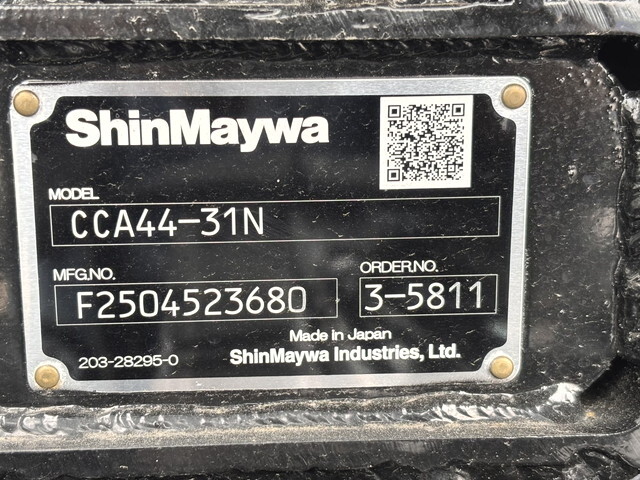 ShinMaywa
MODEL
CCA44-31N
MFG.NO. ORDER.NO.
F2504523680 3-5811
Made in Japan
203-28295-0 ShinMaywa Industries, Ltd.